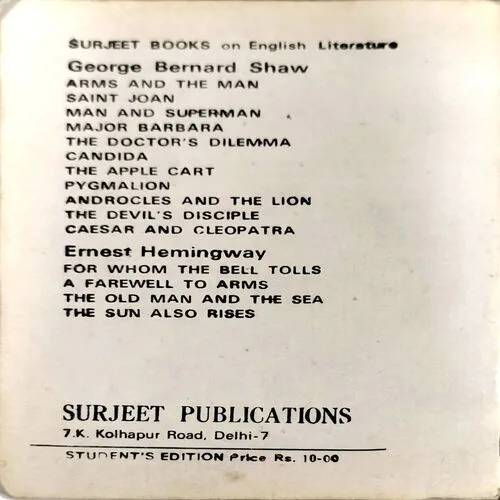 SURJEET BOOKS on English Literature
George Bernard Shaw
ARMS AND THE MAN
SAINT JOAN
MAN AND SUPERMAN
MAJOR BARBARA
THE DOCTOR'S DILEMMA
CANDIDA
THE APPLE CART
PYGMALION
ANDROCLES AND THE LION
THE DEVIL'S DISCIPLE
CAESAR AND CLEOPATRA
Ernest Hemingway
FOR WHOM THE BELL TOLLS
A FAREWELL TO ARMS
THE OLD MAN AND THE SEA
THE SUN ALSO RISES
SURJEET PUBLICATIONS
7.K. Kolhapur Road, Delhi-7
STUDENT'S EDITION Price Rs. 10-00